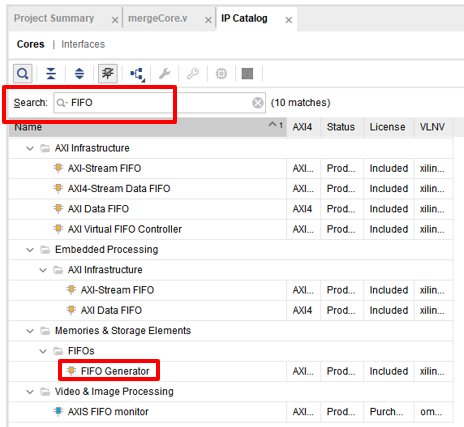 Project Summary × mergeCore.v × IP Catalog ×
Cores | Interfaces
Search: FIFO (10 matches)
Name 1 AXI4 Status License VLNV
AXI Infrastructure
AXI-Stream FIFO AXI... Prod... Included xilin...
AXI4-Stream Data FIFO AXI... Prod... Included xilin...
AXI Data FIFO AXI4 Prod... Included xilin...
AXI Virtual FIFO Controller AXI... Prod... Included xilin...
Embedded Processing
AXI Infrastructure
AXI-Stream FIFO AXI... Prod... Included xilin...
AXI Data FIFO AXI4 Prod... Included xilin...
Memories & Storage Elements
FIFOs
FIFO Generator AXI... Prod... Included xilin...
Video & Image Processing
AXIS FIFO monitor AXI... Prod... Purch... om...